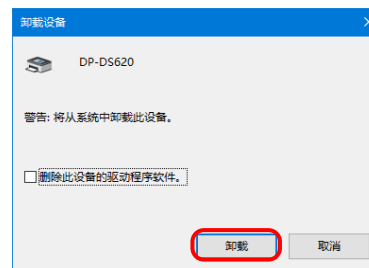 卸载设备
DP-DS620
警告: 将从系统中卸载此设备。
删除此设备的驱动程序软件。
卸载
取消